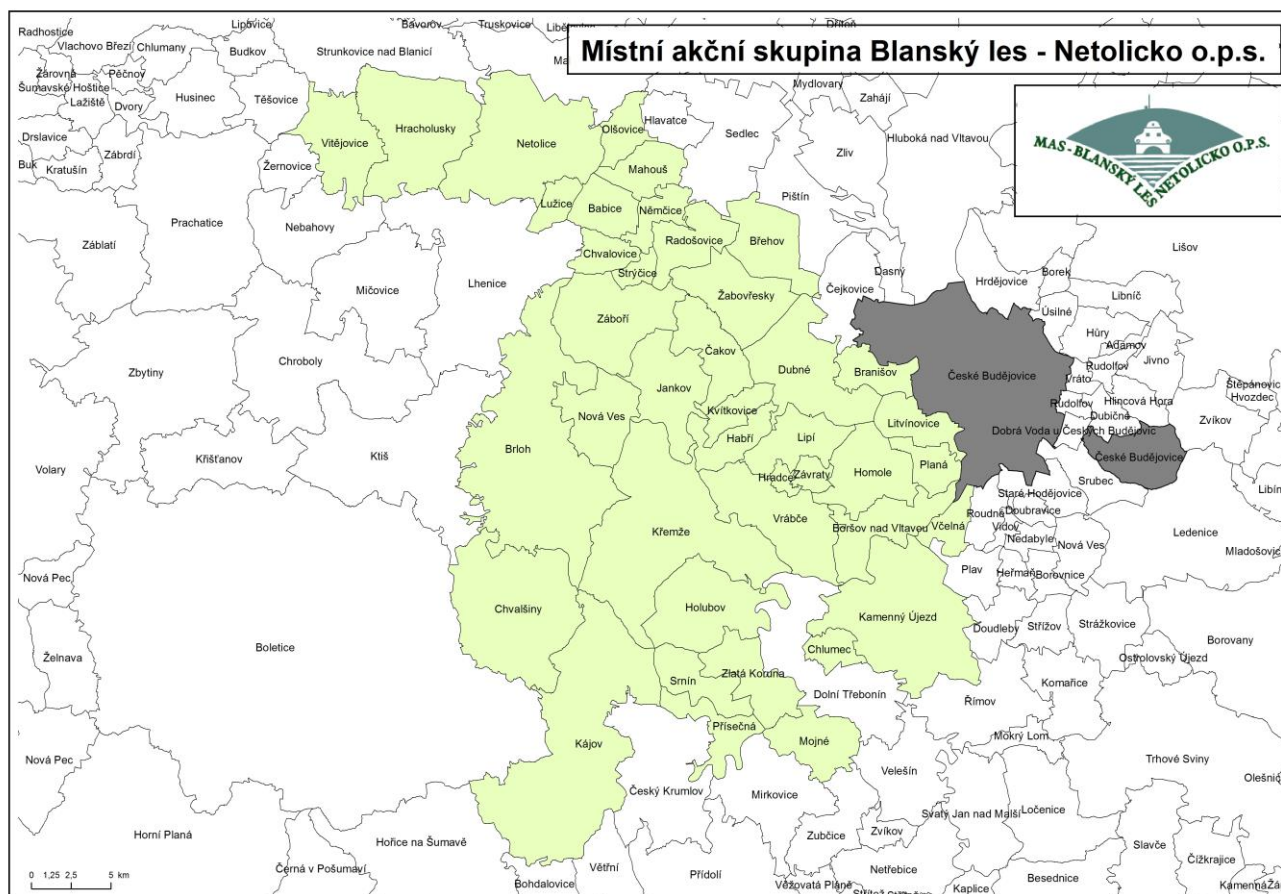 Místní akční skupina Blanský les - Netolicko o.p.s.
MAS - BLANSKÝ LES NETOLICKO O.P.S.
Radhostice
Lipovice
Bavorov
Truskovice
Vlachovo Březí
Chlumany
Budkov
Strunkovice nad Blanicí
Mydlovary
Zahájí
Žárovná
Pěčnov
Šumavské Hoštice
Lažiště
Dvory
Husinec
Těšovice
Hracholusky
Netolice
Olšovice
Hlavatce
Sedlec
Zliv
Hluboká nad Vltavou
Drslavice
Zábrdí
Buk
Kratušín
Žernovice
Vitějovice
Mahouš
Pištín
Lužice
Babice
Němčice
Prachatice
Nebahovy
Záblatí
Radošovice
Břehov
Lišov
Chvalovice
Strýčice
Dasný
Borek
Mičovice
Lhenice
Žabovřesky
Čejkovice
Hrdějovice
Libníč
Záboří
Úsilné
Hůry
Adamov
Jivno
Chroboly
Zbytiny
Čakov
Dubné
Branišov
České Budějovice
Rudolfov
Vráto
Jankov
Kvítkovice
Rudolfov
Hlincová Hora
Hvozdec
Nová Ves
Litvínovice
Dubičné
Zvíkov
Habří
Lipí
Dobrá Voda u Českých Budějovic
Brloh
Křišťanov
Ktiš
Volary
Hradce
Závraty
Homole
Planá
České Budějovice
Srubec
Stará Hodějovice
Vrábče
Roudné
Doubravice
Boršov nad Vltavou
Včelná
Vidov
Nedabyle
Nová Ves
Ledenice
Křemže
Plav
Heřmaň
Borovnice
Nová Pec
Chvalšiny
Holubov
Kamenný Újezd
Doudleby
Střížov
Strážkovice
Borovany
Boletice
Želnava
Chlumec
Ostrolovský Újezd
Srnín
Zlatá Koruna
Dolní Třebonín
Římov
Komařice
Přísečná
Mojné
Mokrý Lom
Nová Pec
Kájov
Trhové Sviny
Velešín
Český Krumlov
Mirkovice
Svatý Jan nad Malší
Ločenice
Horní Planá
Hořice na Šumavě
Zubčice
Zvíkov
Slavče
Čížkrajice
Černá v Pošumaví
Větřní
Přídolí
Netřebice
Besednice
Bohdalovice
Věžovatá Pláně
Kaplice
0 1,25 2,5 5 km